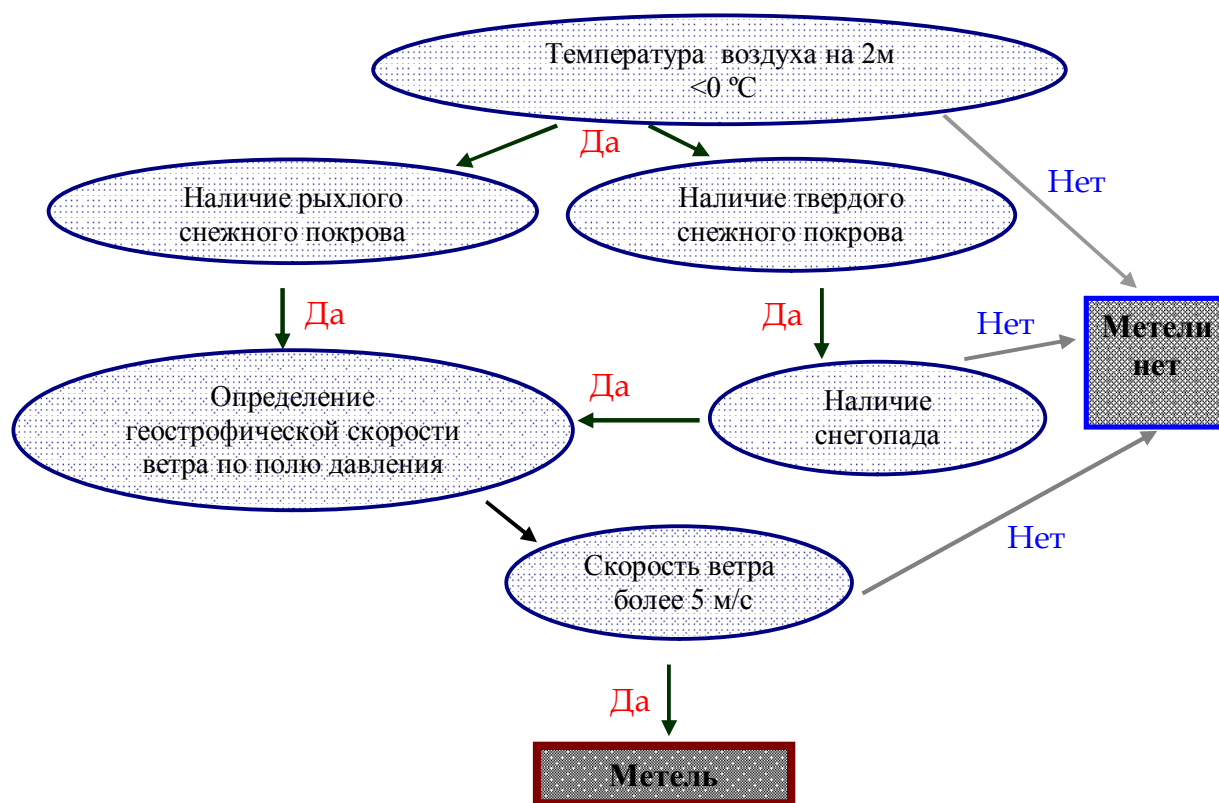 Температура воздуха на 2м
<0 ºС
Да
Нет
Наличие рыхлого
снежного покрова
Наличие твердого
снежного покрова
Да
Да
Нет
Метели
нет
Определение
геострофической скорости
ветра по полю давления
Да
Наличие
снегопада
Нет
Скорость ветра
более 5 м/с
Да
Метель